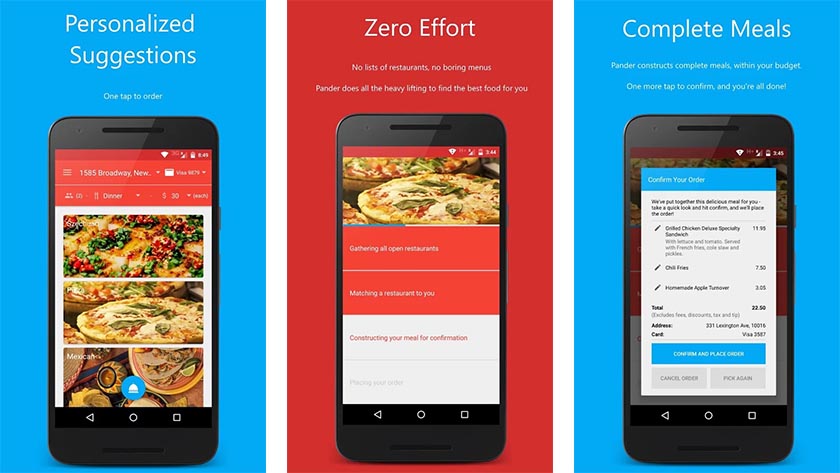 Personalized
Suggestions
One tap to order
3G 8:49
1585 Broadway, New.. Visa 9879
(2) Dinner $ 30 (each)
Pizza
Mexican
Zero Effort
No lists of restaurants, no boring menus
Pander does all the heavy lifting to find the best food for you
H+ 3:44
Gathering all open restaurants
Matching a restaurant to you
Constructing your meal for confirmation
Placing your order
Complete Meals
Pander constructs complete meals, within your budget.
One more tap to confirm, and you're all done!
H+ 3:45
Confirm Your Order
We've put together this delicious meal for you -
take a quick look and hit confirm, and we'll place
the order!
Grilled Chicken Deluxe Specialty 11.95
Sandwich
With lettuce and tomato. Served
with French fries, cole slaw and
pickles.
Chili Fries 7.50
Homemade Apple Turnover 3.05
Total 22.50
(Excludes fees, discounts, tax and tip)
Address: 331 Lexington Ave, 10016
Card: Visa 3587
CONFIRM AND PLACE ORDER
CANCEL ORDER PICK AGAIN